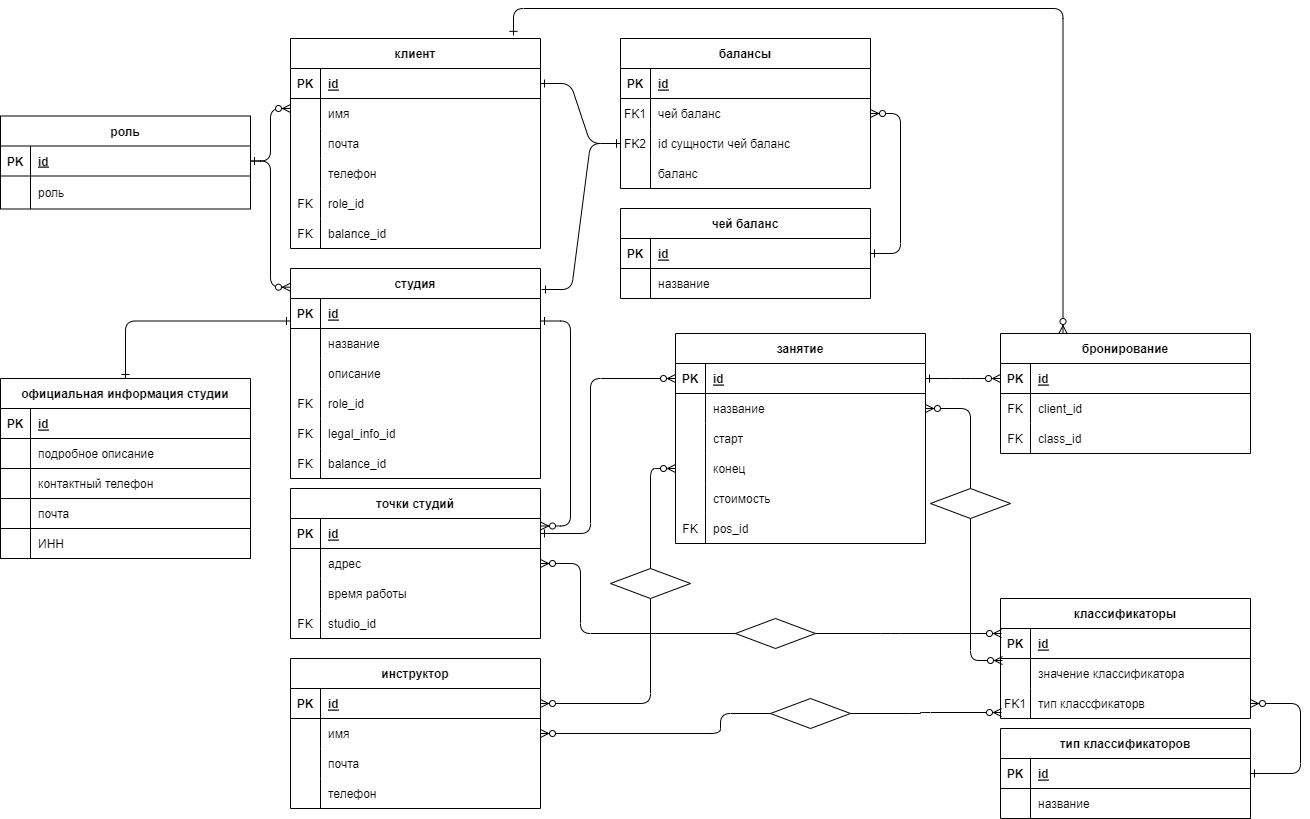 клиент
PK id
имя
почта
телефон
FK role_id
FK balance_id
балансы
PK id
FK1 чей баланс
FK2 id сущности чей баланс
баланс
роль
PK id
роль
чей баланс
PK id
название
студия
PK id
название
описание
FK role_id
FK legal_info_id
FK balance_id
официальная информация студии
PK id
подробное описание
контактный телефон
почта
ИНН
занятие
PK id
название
старт
конец
стоимость
FK pos_id
бронирование
PK id
FK client_id
FK class_id
точки студий
PK id
адрес
время работы
FK studio_id
классификаторы
PK id
значение классификатора
FK1 тип классфикаторв
инструктор
PK id
имя
почта
телефон
тип классификаторов
PK id
название